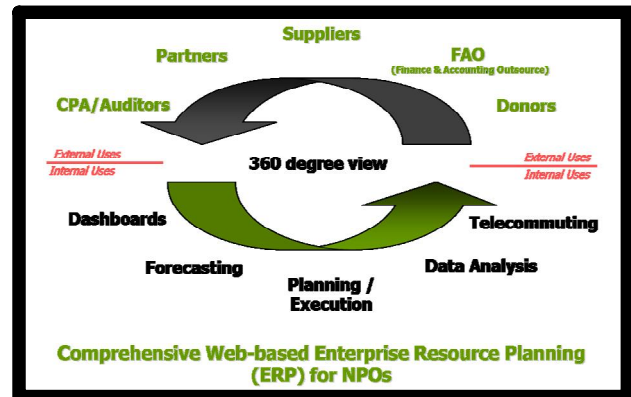 Suppliers
Partners
FAO
(Finance & Accounting Outsource)
CPA/Auditors
Donors
External Uses
Internal Uses
360 degree view
External Uses
Internal Uses
Dashboards
Telecommuting
Forecasting
Data Analysis
Planning /
Execution
Comprehensive Web-based Enterprise Resource Planning
(ERP) for NPOs